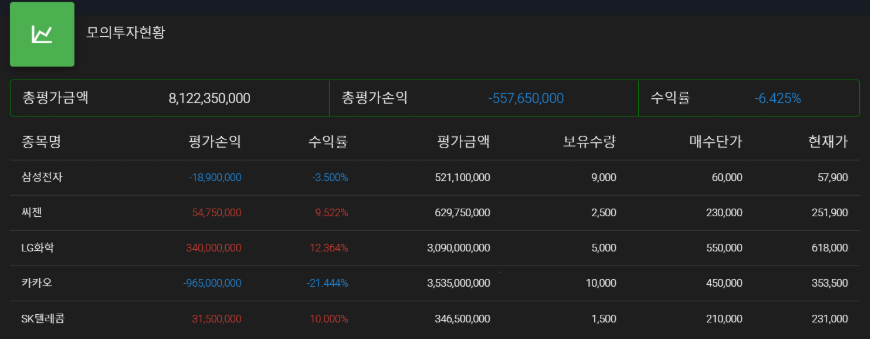 모의투자현황
총평가금액 8,122,350,000 총평가손익 -557,650,000 수익률 -6.425%
종목명 평가손익 수익률 평가금액 보유수량 매수단가 현재가
삼성전자 -18,900,000 -3.500% 521,100,000 9,000 60,000 57,900
씨젠 54,750,000 9.522% 629,750,000 2,500 230,000 251,900
LG화학 340,000,000 12.364% 3,090,000,000 5,000 550,000 618,000
카카오 -965,000,000 -21.444% 3,535,000,000 10,000 450,000 353,500
SK텔레콤 31,500,000 10.000% 346,500,000 1,500 210,000 231,000